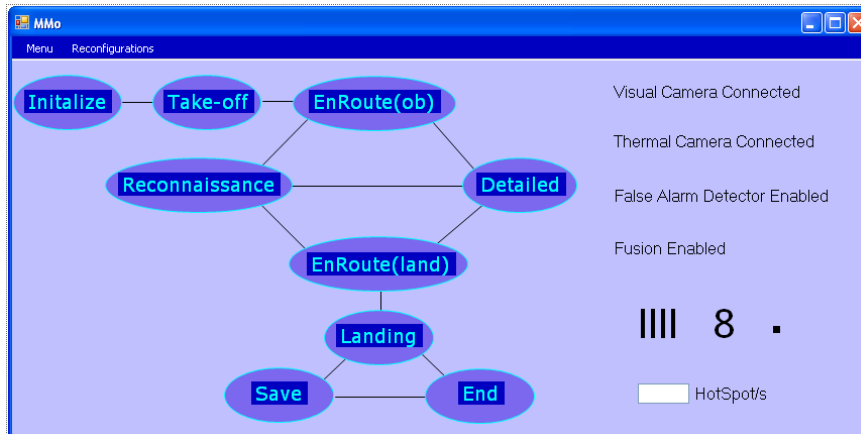 MMo
Menu Reconfigurations
Initalize Take-off EnRoute(ob)
Reconnaissance Detailed
EnRoute(land)
Landing
Save End
Visual Camera Connected
Thermal Camera Connected
False Alarm Detector Enabled
Fusion Enabled
8 .
HotSpot/s